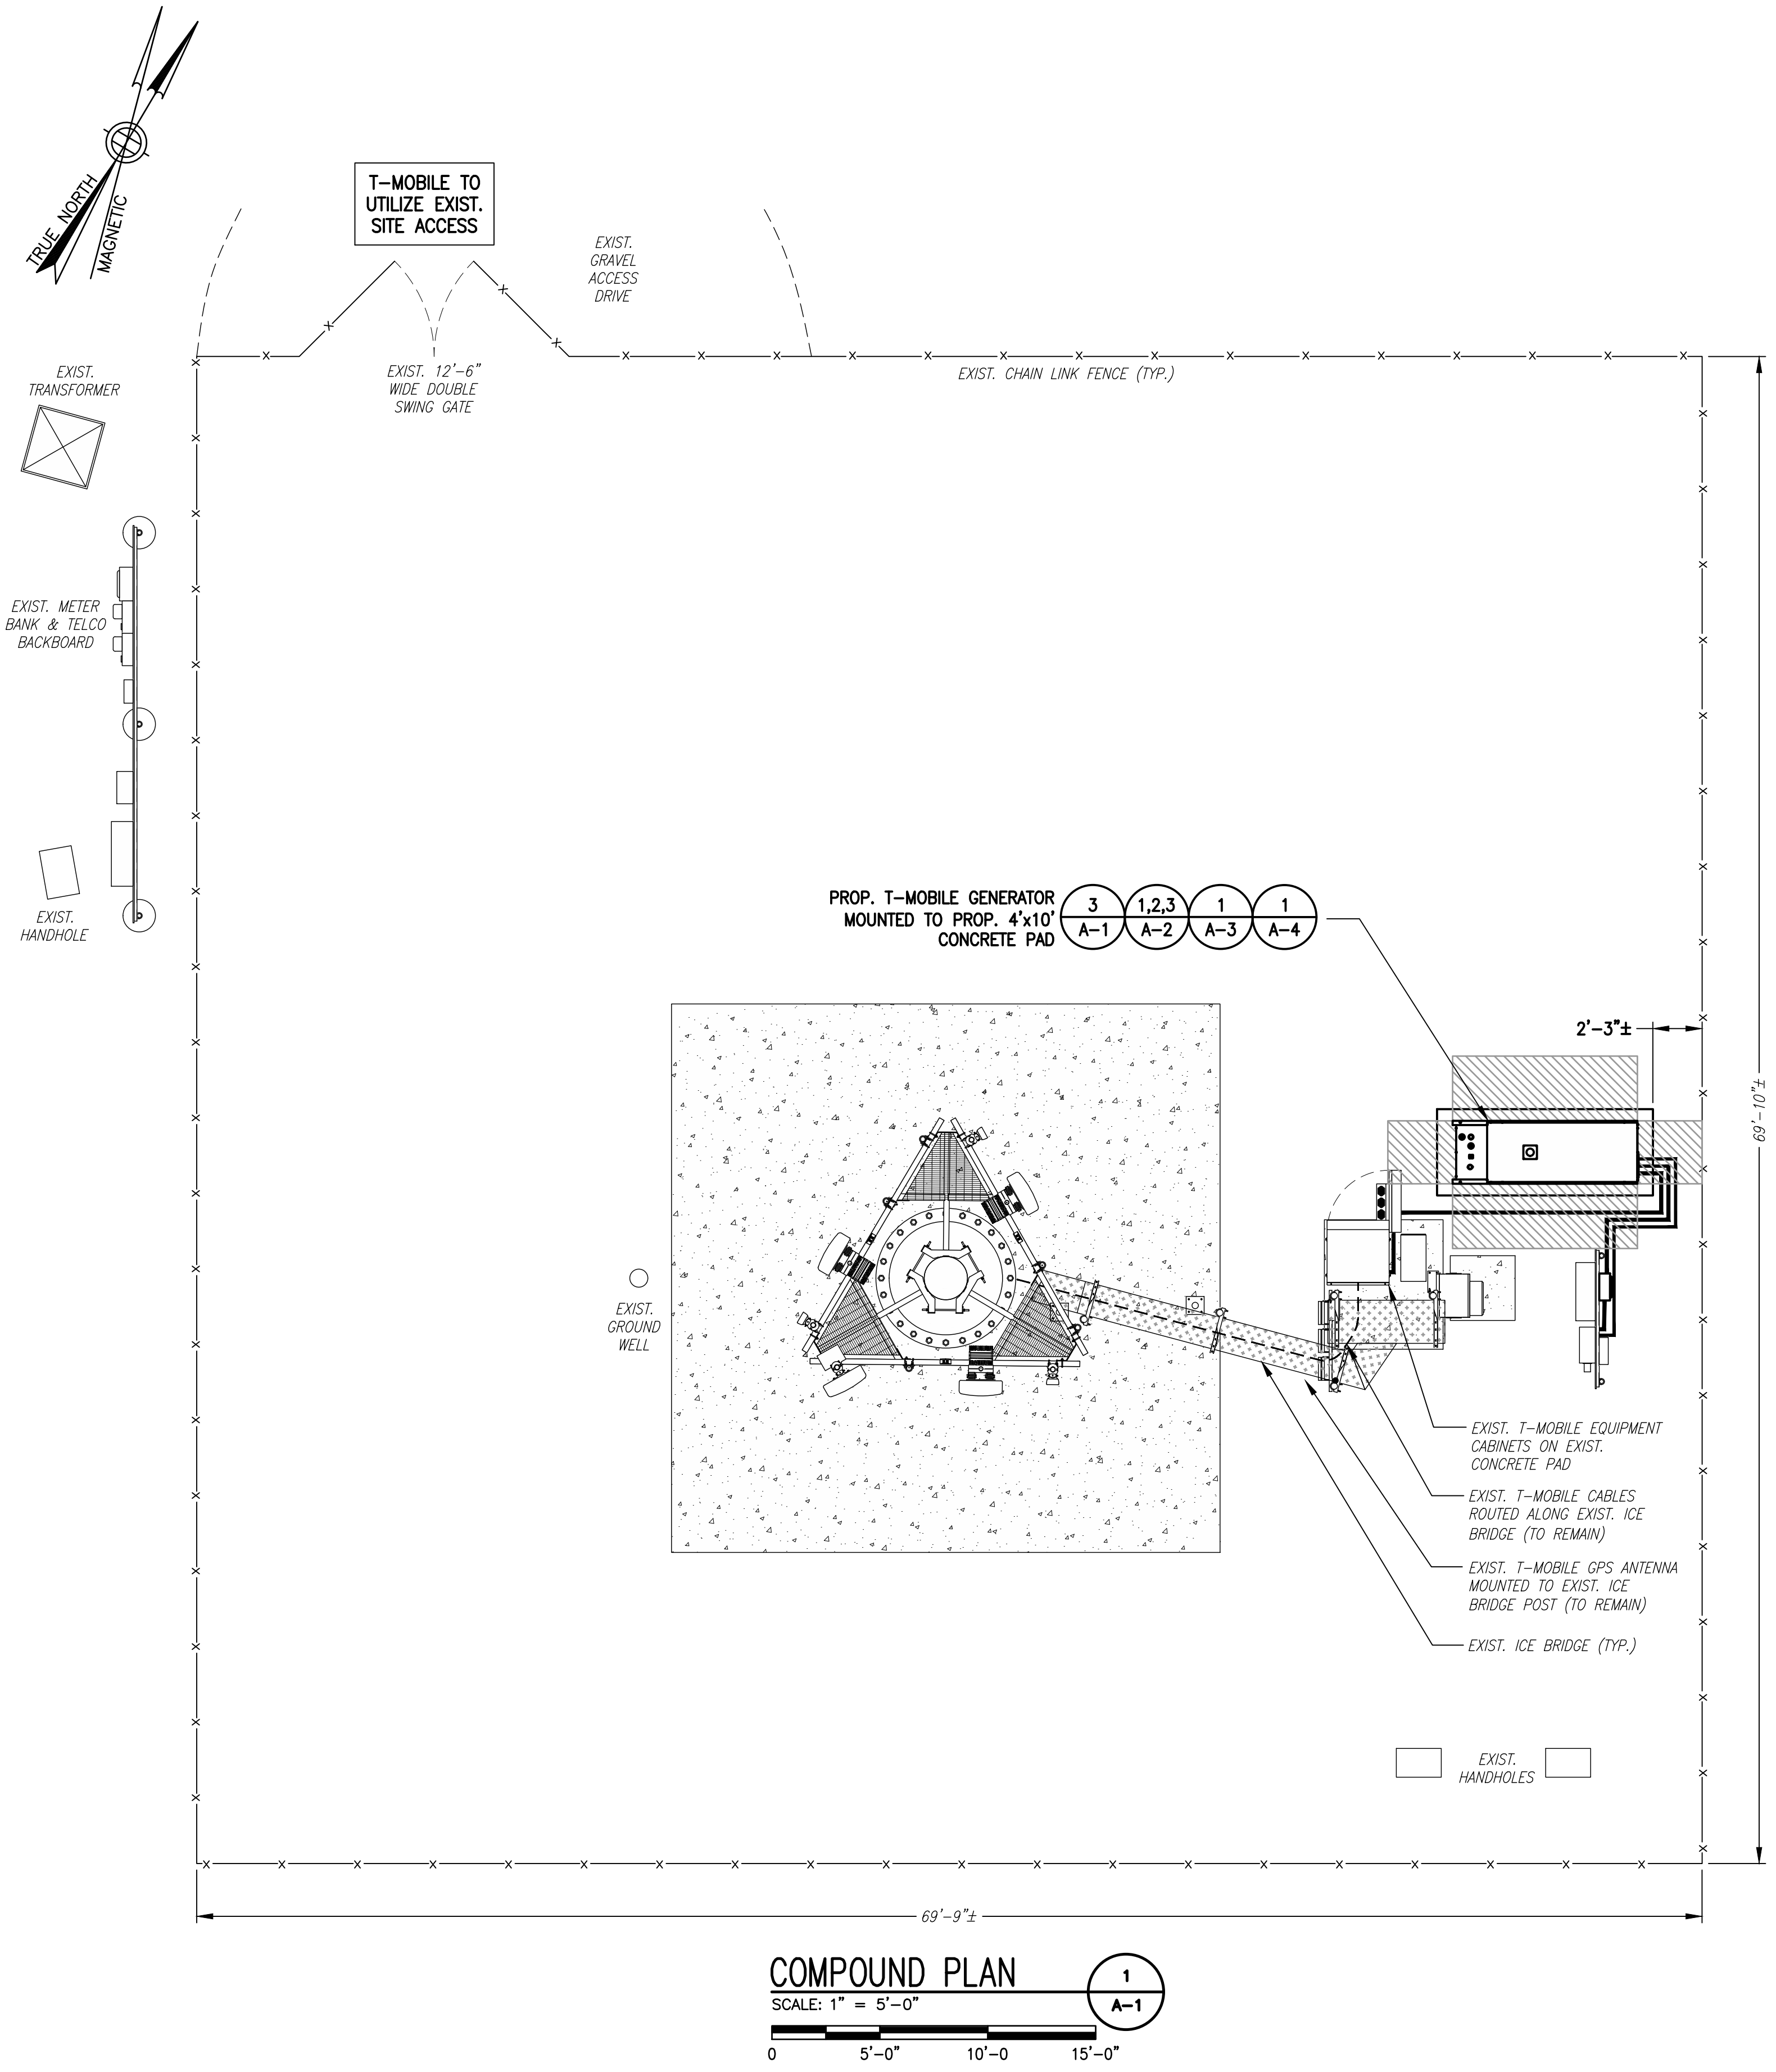 TRUE NORTH
MAGNETIC
T-MOBILE TO
UTILIZE EXIST.
SITE ACCESS
EXIST.
GRAVEL
ACCESS
DRIVE
EXIST.
TRANSFORMER
EXIST. 12'-6"
WIDE DOUBLE
SWING GATE
EXIST. CHAIN LINK FENCE (TYP.)
EXIST. METER
BANK & TELCO
BACKBOARD
EXIST.
HANDHOLE
PROP. T-MOBILE GENERATOR
MOUNTED TO PROP. 4'x10'
CONCRETE PAD
3
A-1
1,2,3
A-2
1
A-3
1
A-4
2'-3"±
69'-10"±
EXIST.
GROUND
WELL
EXIST. T-MOBILE EQUIPMENT
CABINETS ON EXIST.
CONCRETE PAD
EXIST. T-MOBILE CABLES
ROUTED ALONG EXIST. ICE
BRIDGE (TO REMAIN)
EXIST. T-MOBILE GPS ANTENNA
MOUNTED TO EXIST. ICE
BRIDGE POST (TO REMAIN)
EXIST. ICE BRIDGE (TYP.)
EXIST.
HANDHOLES
69'-9"±
COMPOUND PLAN
1
A-1
SCALE: 1" = 5'-0"
0 5'-0" 10'-0 15'-0"